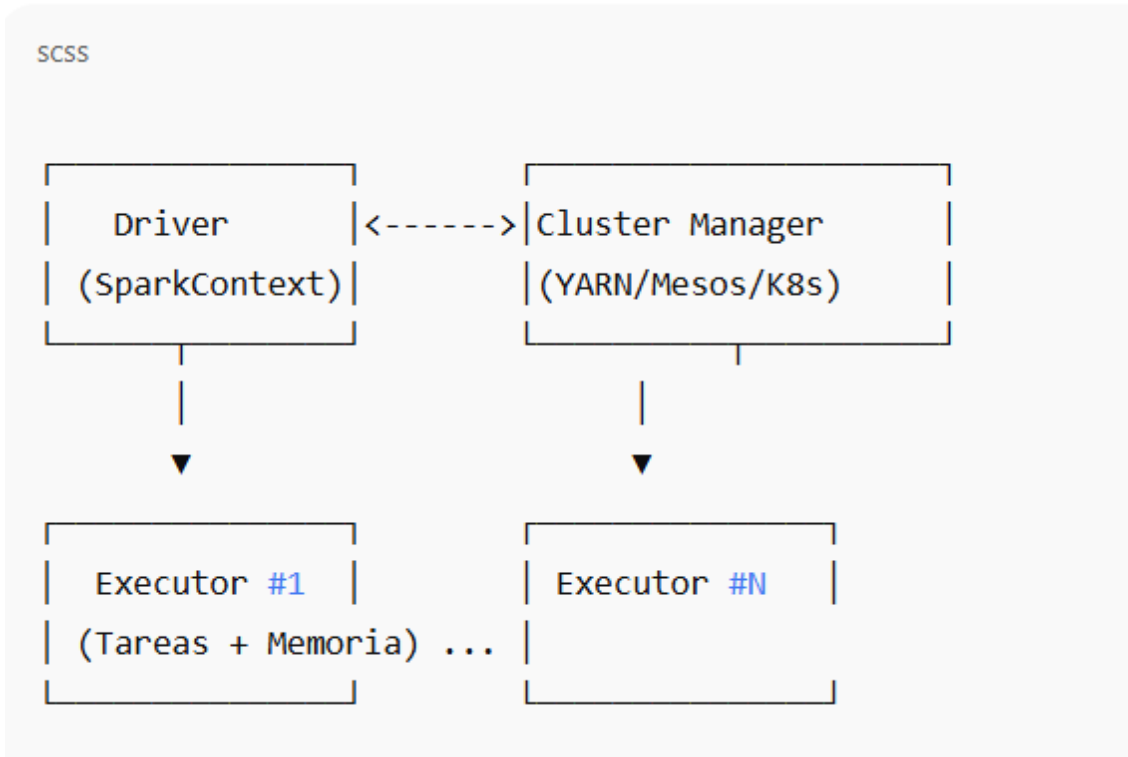 scss
Driver <------> Cluster Manager
(SparkContext) (YARN/Mesos/K8s)
Executor #1 Executor #N
(Tareas + Memoria) ...